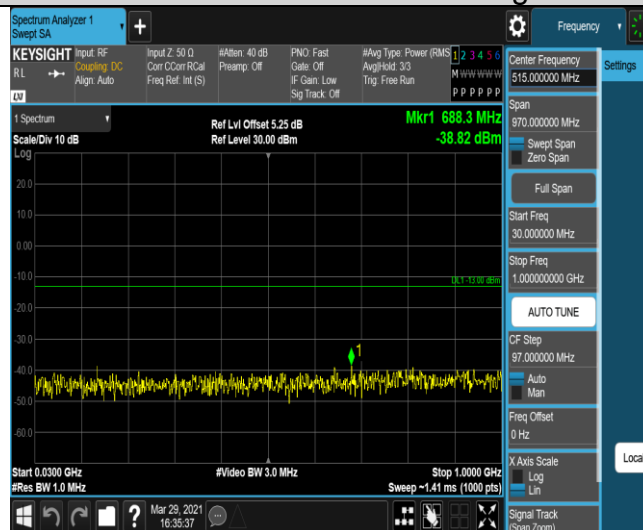 Spectrum Analyzer 1
Swept SA
+
Frequency
KEYSIGHT
RL
LXI
Input: RF
Coupling: DC
Align: Auto
Input Z: 50 Ω
Corr CCorr RCal
Freq Ref: Int (S)
#Atten: 40 dB
Preamp: Off
PNO: Fast
Gate: Off
IF Gain: Low
Sig Track: Off
#Avg Type: Power (RMS
Avg|Hold: 3/3
Trig: Free Run
1 2 3 4 5 6
M W W W W W
P P P P P P
1 Spectrum
Scale/Div 10 dB
Log
Ref Lvl Offset 5.25 dB
Ref Level 30.00 dBm
Mkr1 688.3 MHz
-38.82 dBm
20.0
10.0
0.00
-10.0
-20.0
-30.0
-40.0
-50.0
-60.0
DL1 -13.00 dBm
1
Start 0.0300 GHz
#Res BW 1.0 MHz
#Video BW 3.0 MHz
Stop 1.0000 GHz
Sweep ~1.41 ms (1000 pts)
?
Mar 29, 2021
16:35:37
Center Frequency
515.000000 MHz
Settings
Span
970.000000 MHz
Swept Span
Zero Span
Full Span
Start Freq
30.000000 MHz
Stop Freq
1.000000000 GHz
AUTO TUNE
CF Step
97.000000 MHz
Auto
Man
Freq Offset
0 Hz
X Axis Scale
Log
Lin
Local
Signal Track
(Span Zoom)